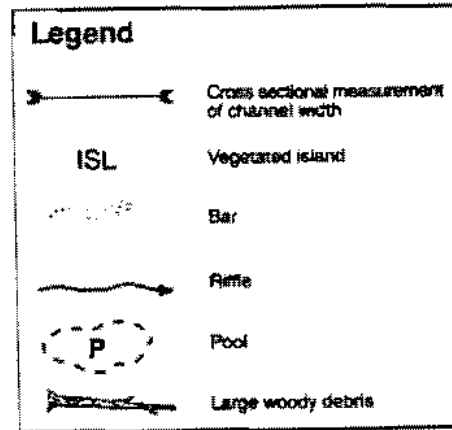 Legend
Cross sectional measurement
of channel width
ISL
Vegetated island
Bar
Riffle
P
Pool
Large woody debris